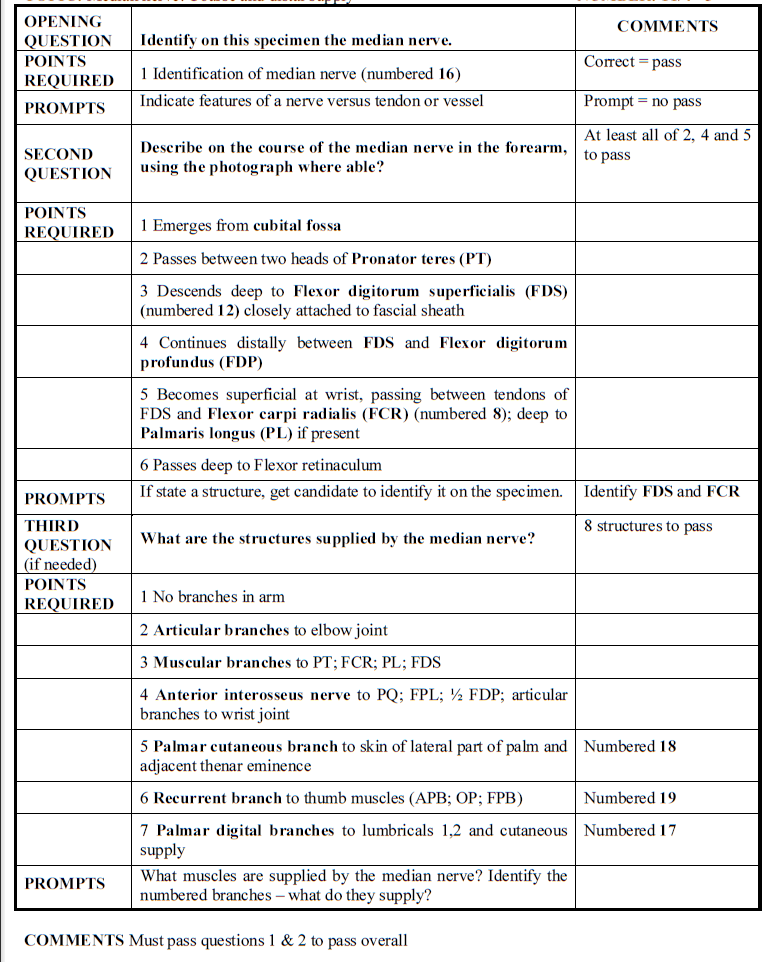 OPENING QUESTION
Identify on this specimen the median nerve.
COMMENTS
POINTS REQUIRED
1 Identification of median nerve (numbered 16)
Correct = pass
PROMPTS
Indicate features of a nerve versus tendon or vessel
Prompt = no pass
SECOND QUESTION
Describe on the course of the median nerve in the forearm,
using the photograph where able?
At least all of 2, 4 and 5
to pass
POINTS REQUIRED
1 Emerges from cubital fossa
2 Passes between two heads of Pronator teres (PT)
3 Descends deep to Flexor digitorum superficialis (FDS)
(numbered 12) closely attached to fascial sheath
4 Continues distally between FDS and Flexor digitorum
profundus (FDP)
5 Becomes superficial at wrist, passing between tendons of
FDS and Flexor carpi radialis (FCR) (numbered 8); deep to
Palmaris longus (PL) if present
6 Passes deep to Flexor retinaculum
PROMPTS
If state a structure, get candidate to identify it on the specimen.
Identify FDS and FCR
THIRD
QUESTION
(if needed)
What are the structures supplied by the median nerve?
8 structures to pass
POINTS REQUIRED
1 No branches in arm
2 Articular branches to elbow joint
3 Muscular branches to PT; FCR; PL; FDS
4 Anterior interosseus nerve to PQ; FPL; ½ FDP; articular
branches to wrist joint
5 Palmar cutaneous branch to skin of lateral part of palm and
adjacent thenar eminence
Numbered 18
6 Recurrent branch to thumb muscles (APB; OP; FPB)
Numbered 19
7 Palmar digital branches to lumbricals 1,2 and cutaneous
supply
Numbered 17
PROMPTS
What muscles are supplied by the median nerve? Identify the
numbered branches – what do they supply?
COMMENTS Must pass questions 1 & 2 to pass overall